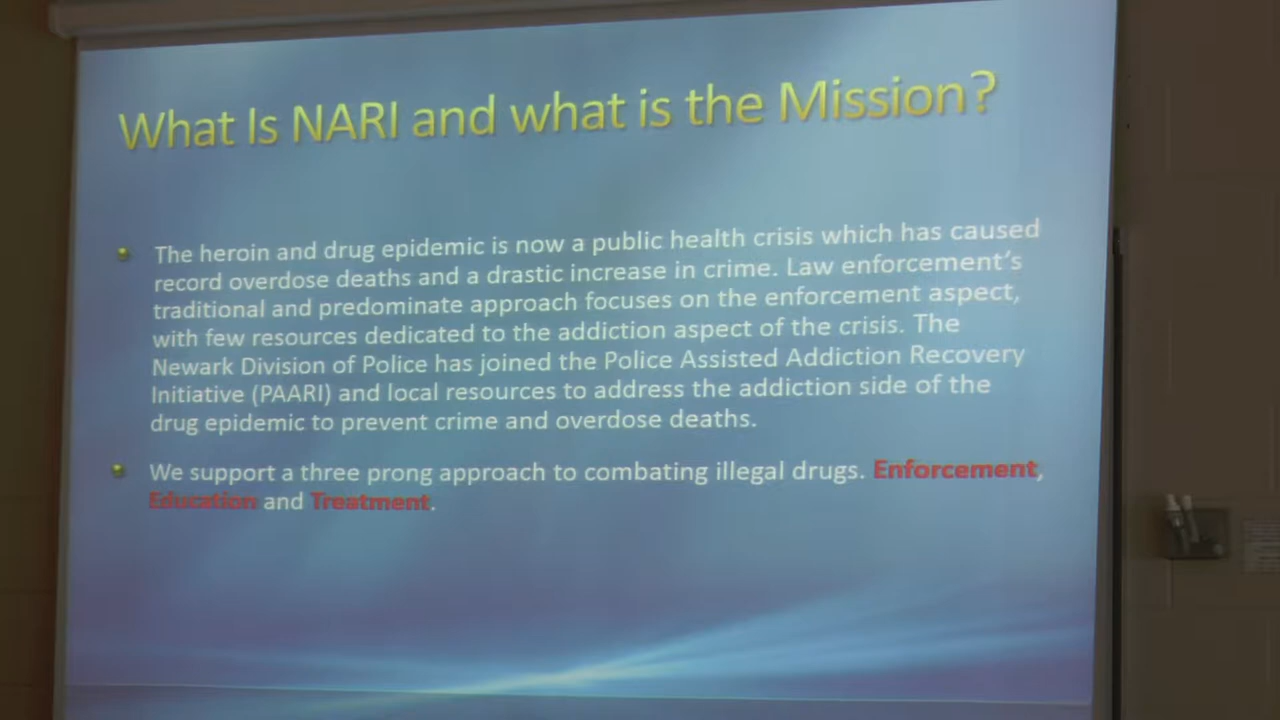 What Is NARI and what is the Mission?
The heroin and drug epidemic is now a public health crisis which has caused
record overdose deaths and a drastic increase in crime. Law enforcement's
traditional and predominate approach focuses on the enforcement aspect,
with few resources dedicated to the addiction aspect of the crisis. The
Newark Division of Police has joined the Police Assisted Addiction Recovery
Initiative (PAARI) and local resources to address the addiction side of the
drug epidemic to prevent crime and overdose deaths.
We support a three prong approach to combating illegal drugs. Enforcement,
Education and Treatment.